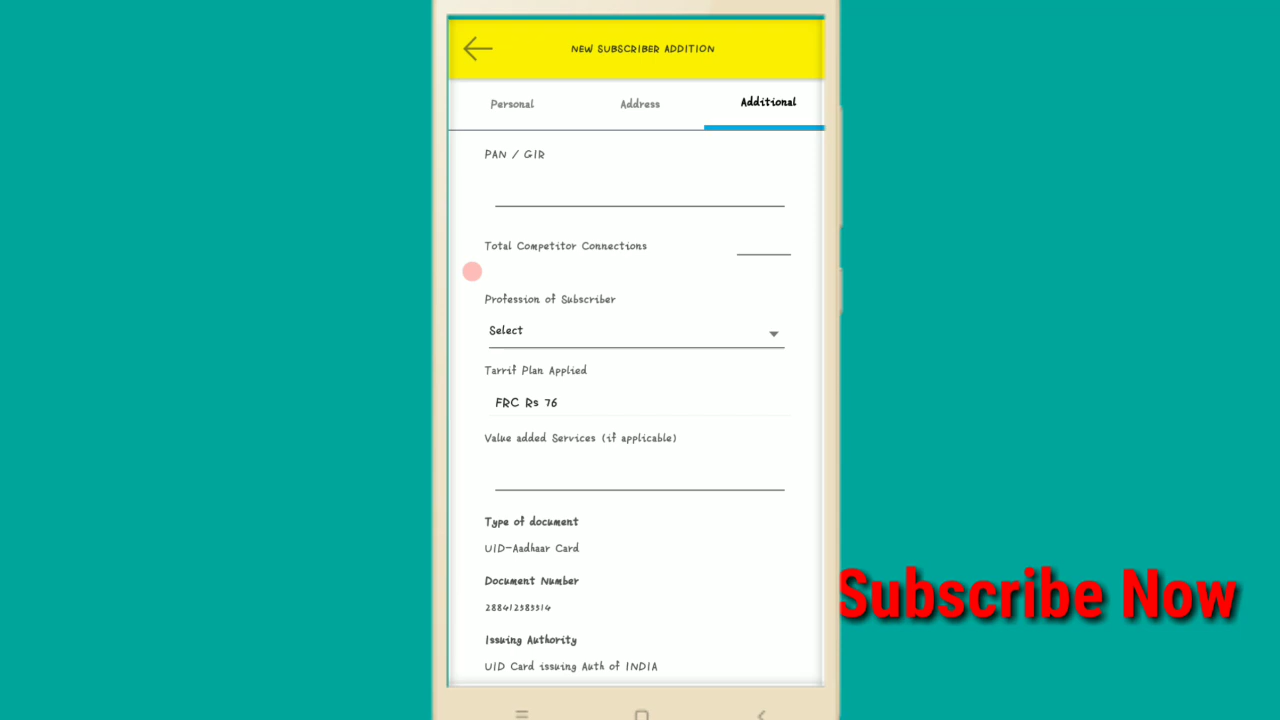 NEW SUBSCRIBER ADDITION
Personal Address Additional
PAN / GIR
Total Competitor Connections
Profession of Subscriber
Select
Tarrif Plan Applied
FRC Rs 76
Value added Services (if applicable)
Type of document
UID-Aadhaar Card
Document Number
Issuing Authority
UID Card issuing Auth of INDIA
Subscribe Now